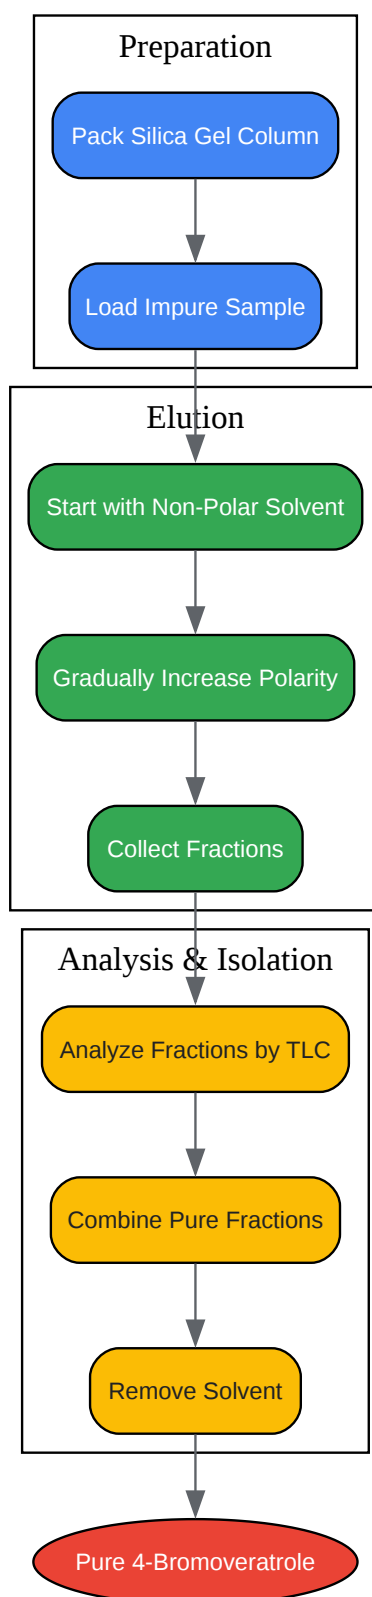 Preparation
Pack Silica Gel Column
Load Impure Sample
Elution
Start with Non-Polar Solvent
Gradually Increase Polarity
Collect Fractions
Analysis & Isolation
Analyze Fractions by TLC
Combine Pure Fractions
Remove Solvent
Pure 4-Bromoveratrole